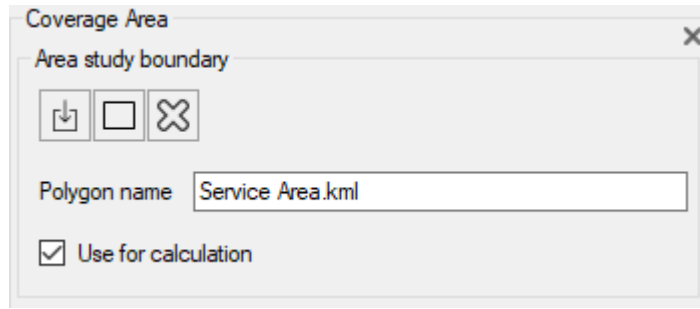 Coverage Area
Area study boundary
Polygon name Service Area.kml
Use for calculation